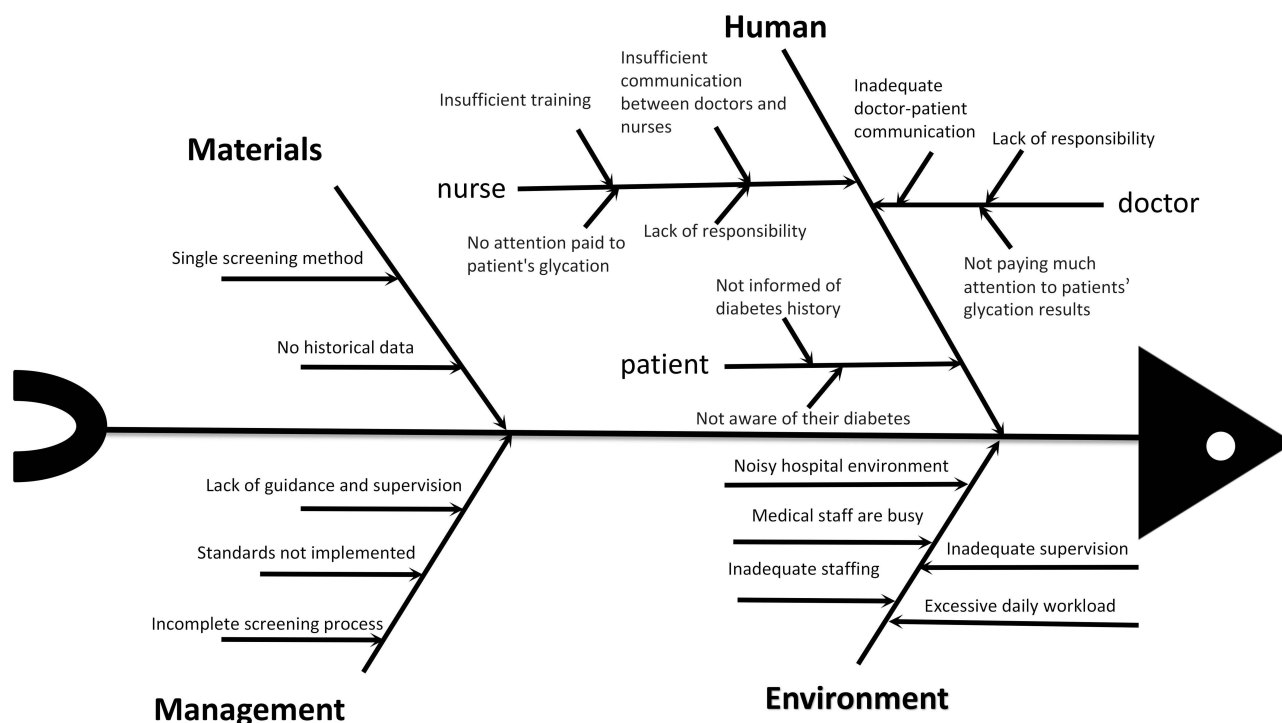 Human
Insufficient
communication
between doctors and
nurses
Insufficient training
Inadequate
doctor-patient
communication
Lack of responsibility
Materials
nurse
doctor
No attention paid to
patient's glycation
Lack of responsibility
Not paying much
attention to patients’
glycation results
Single screening method
No historical data
Not informed of
diabetes history
patient
Not aware of their diabetes
Lack of guidance and supervision
Standards not implemented
Incomplete screening process
Management
Noisy hospital environment
Medical staff are busy
Inadequate supervision
Inadequate staffing
Excessive daily workload
Environment